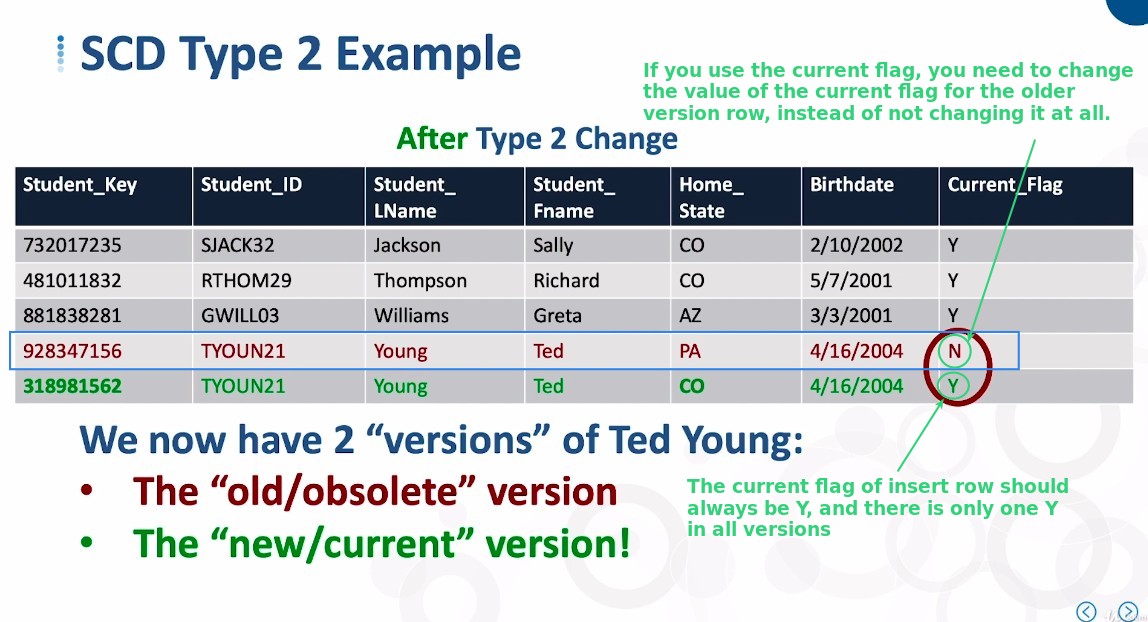 SCD Type 2 Example
If you use the current flag, you need to change
the value of the current flag for the older
version row, instead of not changing it at all.
After Type 2 Change
Student_Key Student_ID Student_ Student_ Home_ Birthdate Current_Flag
LName Fname State
732017235 SJACK32 Jackson Sally CO 2/10/2002 Y
481011832 RTHOM29 Thompson Richard CO 5/7/2001 Y
881838281 GWILL03 Williams Greta AZ 3/3/2001 Y
928347156 TYOUN21 Young Ted PA 4/16/2004 N
318981562 TYOUN21 Young Ted CO 4/16/2004 Y
We now have 2 “versions” of Ted Young:
• The “old/obsolete” version
• The “new/current” version!
The current flag of insert row should
always be Y, and there is only one Y
in all versions